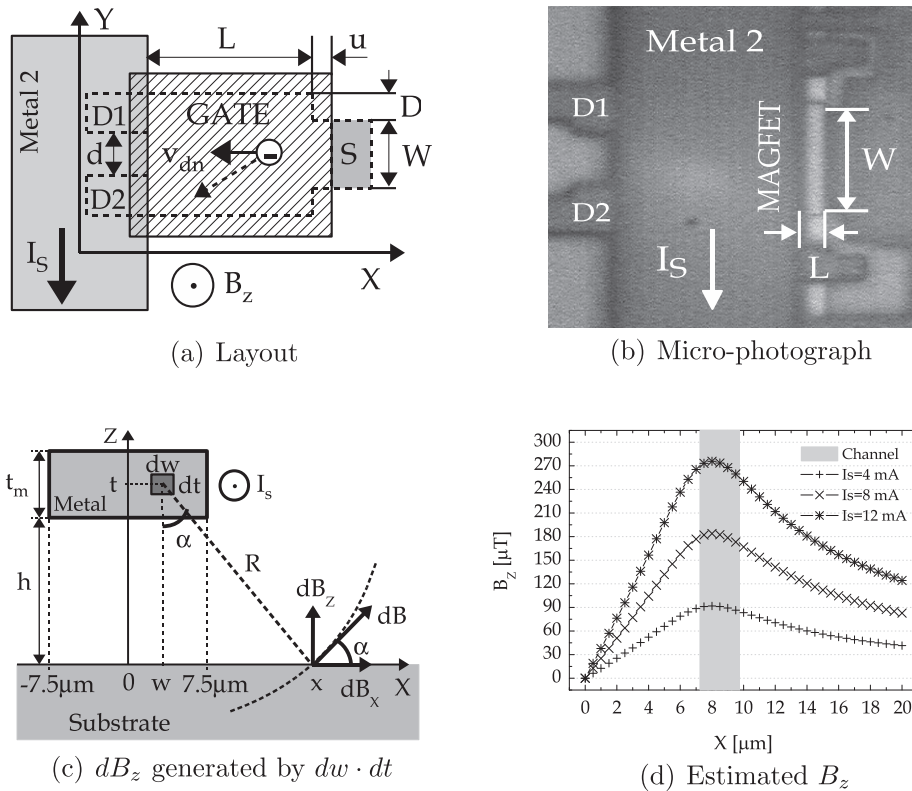 Y
L
u
Metal 2
D1
GATE
D
d
v_dn
S
W
D2
I_S
X
B_z
(a) Layout
Metal 2
D1
MAGFET
W
D2
I_S
L
(b) Micro-photograph
Z
dw
t_m
t
dt
I_s
Metal
α
h
R
dB_Z
dB
α
-7.5μm
0
w
7.5μm
x
dB_X
X
Substrate
(c) dB_z generated by dw · dt
300
270
240
210
180
150
120
90
60
30
0
B_Z [μT]
Channel
Is=4 mA
Is=8 mA
Is=12 mA
0 2 4 6 8 10 12 14 16 18 20
X [μm]
(d) Estimated B_z